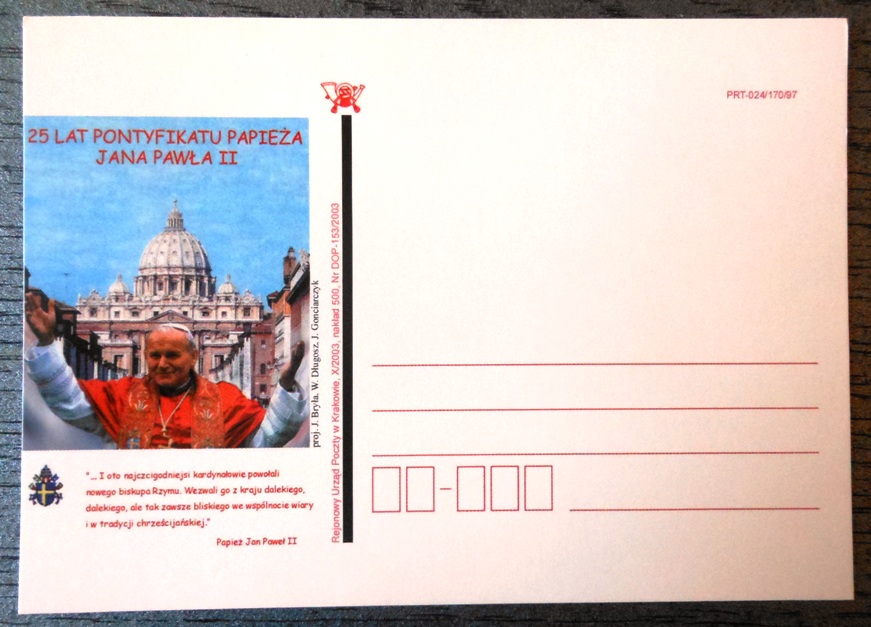 25 LAT PONTYFIKATU PAPIEŻA
JANA PAWŁA II
"... I oto najczcigodniejsi kardynałowie powołali
nowego biskupa Rzymu. Wezwali go z kraju dalekiego,
dalekiego, ale tak zawsze bliskiego we wspólnocie wiary
i w tradycji chrześcijańskiej."
Papież Jan Paweł II
proj. J. Bryła, W. Długosz, J. Gonciarczyk
Rejonowy Urząd Poczty w Krakowie, X/2003, nakład 500, Nr DOP-153/2003
PRT-024/170/97